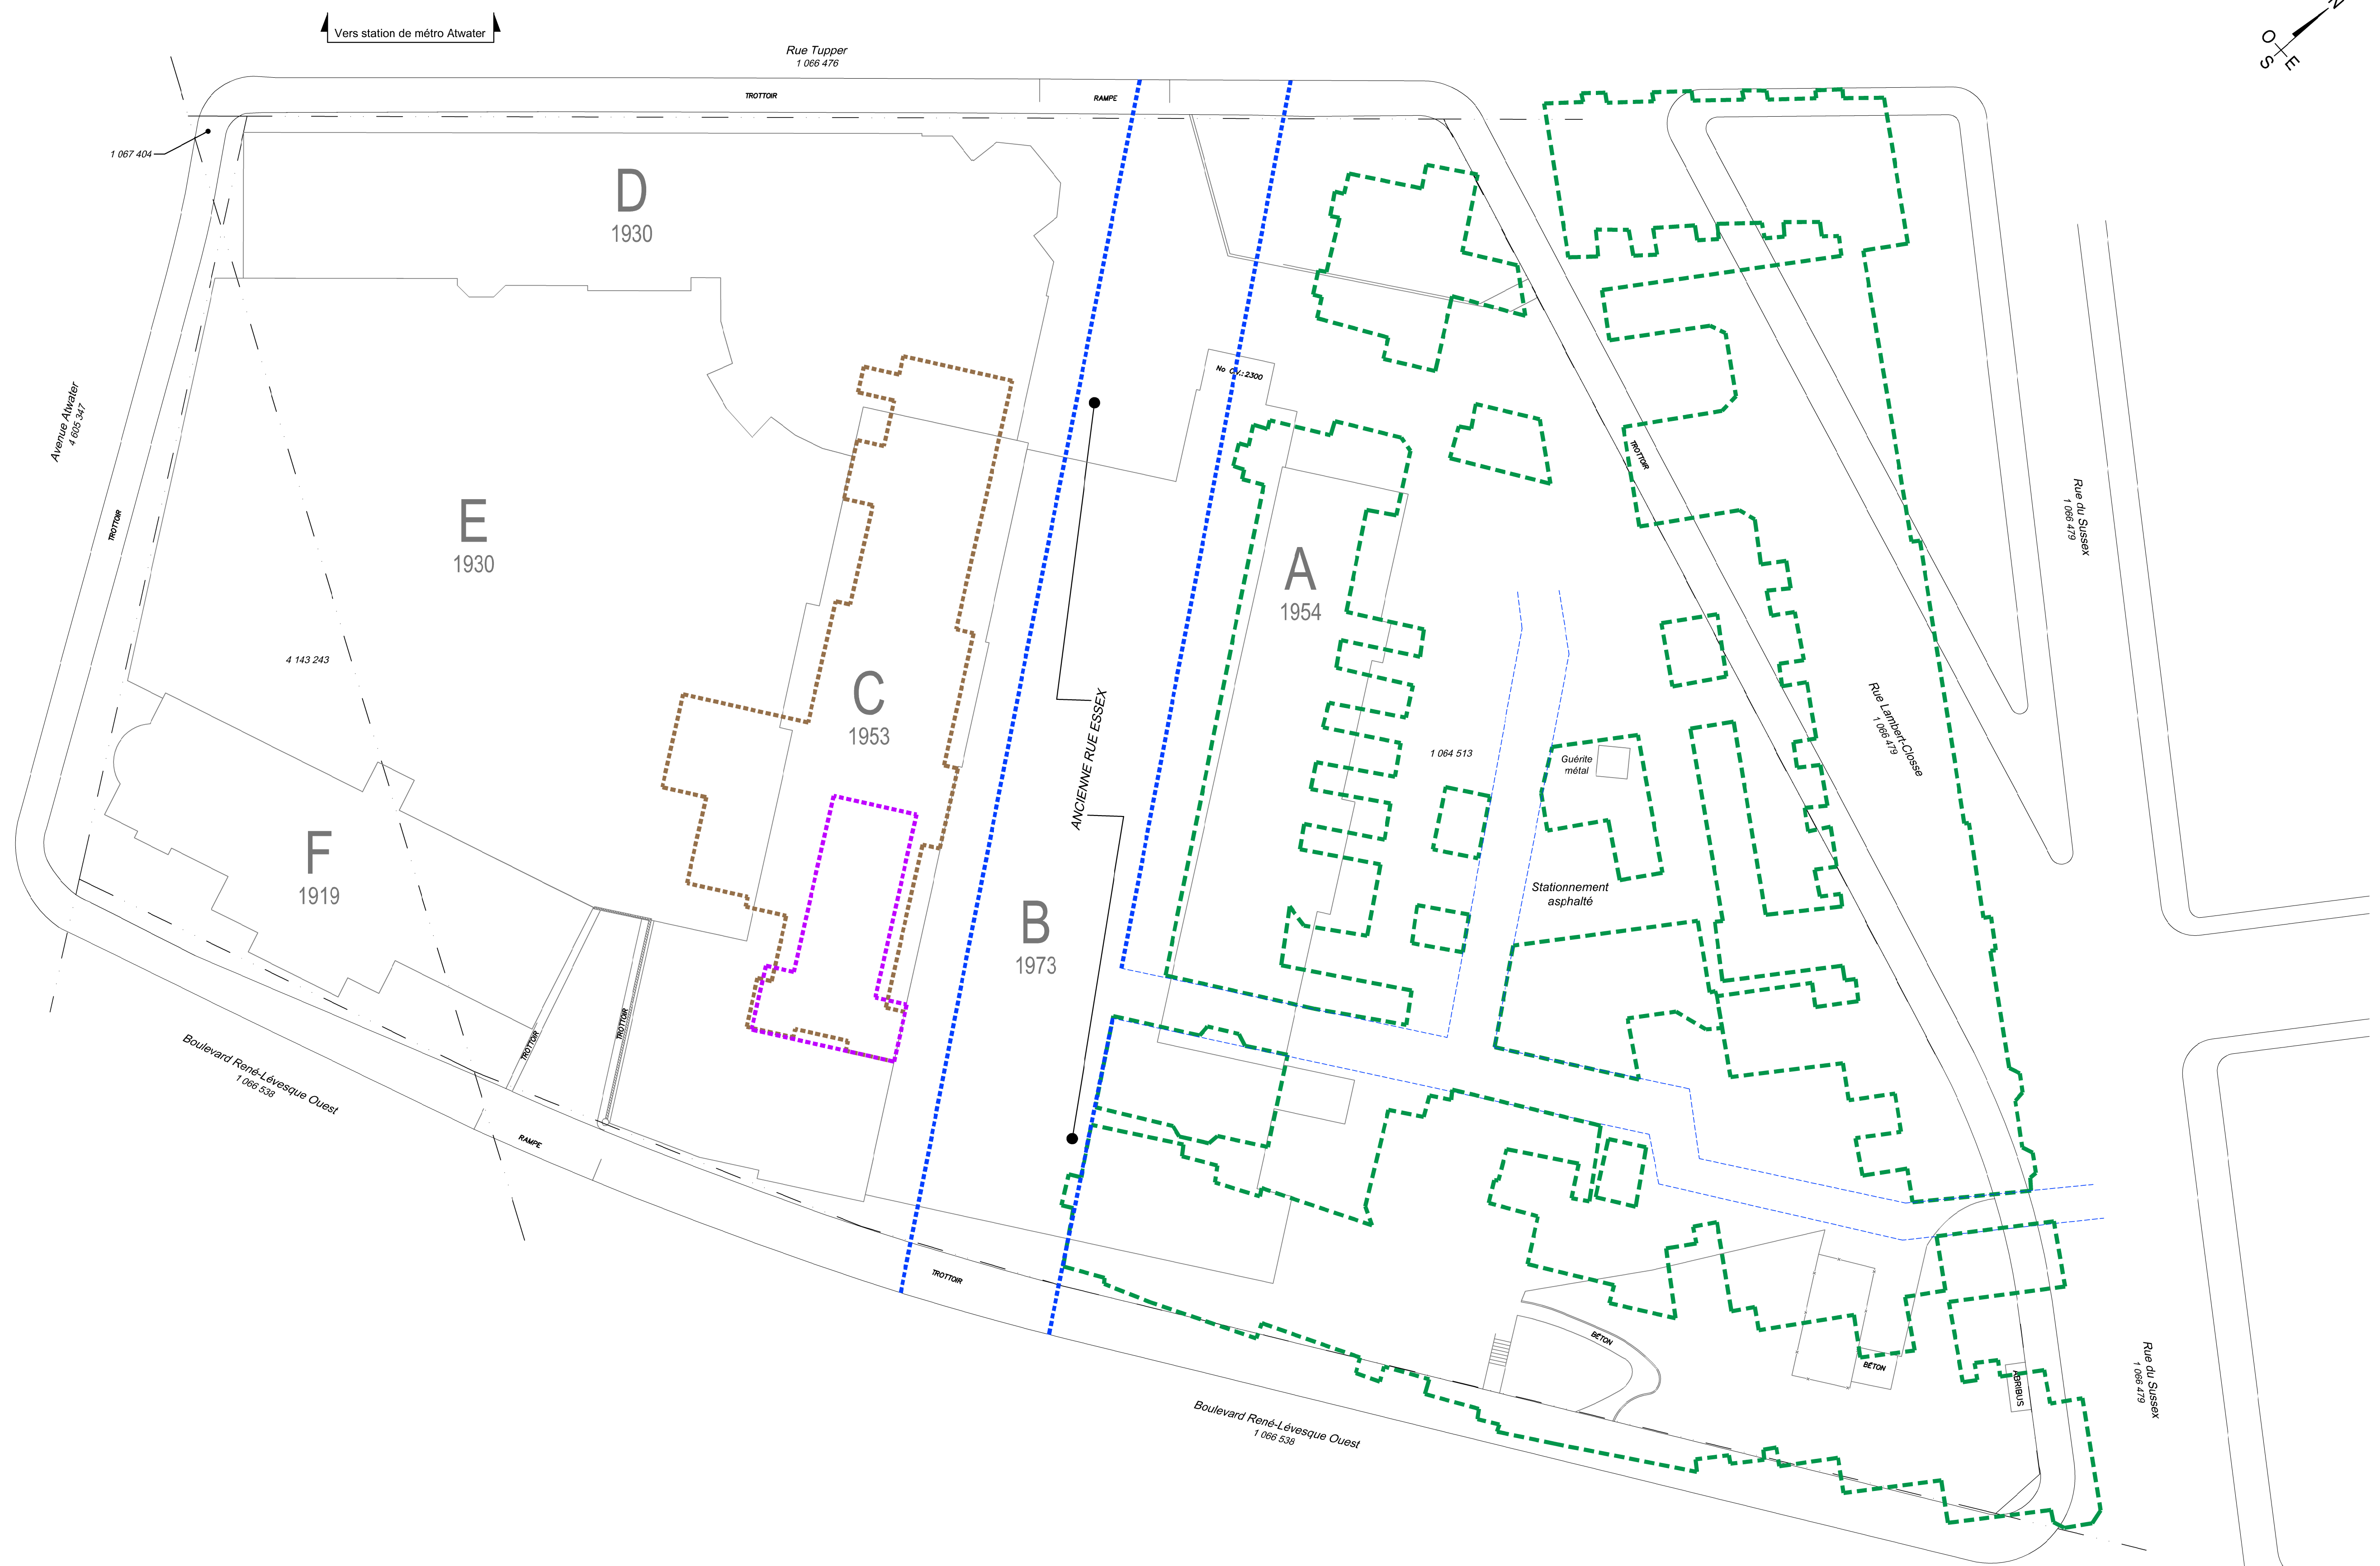 Vers station de métro Atwater
Rue Tupper
1 066 476
N
O
E
S
TROTTOIR
RAMPE
1 067 404
D
1930
No CIV.: 2300
Avenue Atwater
4 605 347
TROTTOIR
E
1930
TROTTOIR
Rue du Sussex
1 066 479
A
1954
4 143 243
C
1953
ANCIENNE RUE ESSEX
1 064 513
Guérite
métal
Rue Lambert-Closse
1 066 479
F
1919
Stationnement
asphalté
B
1973
TROTTOIR
TROTTOIR
Boulevard René-Lévesque Ouest
1 066 538
RAMPE
TROTTOIR
BÉTON
BÉTON
ABRIBUS
Rue du Sussex
1 066 479
Boulevard René-Lévesque Ouest
1 066 538